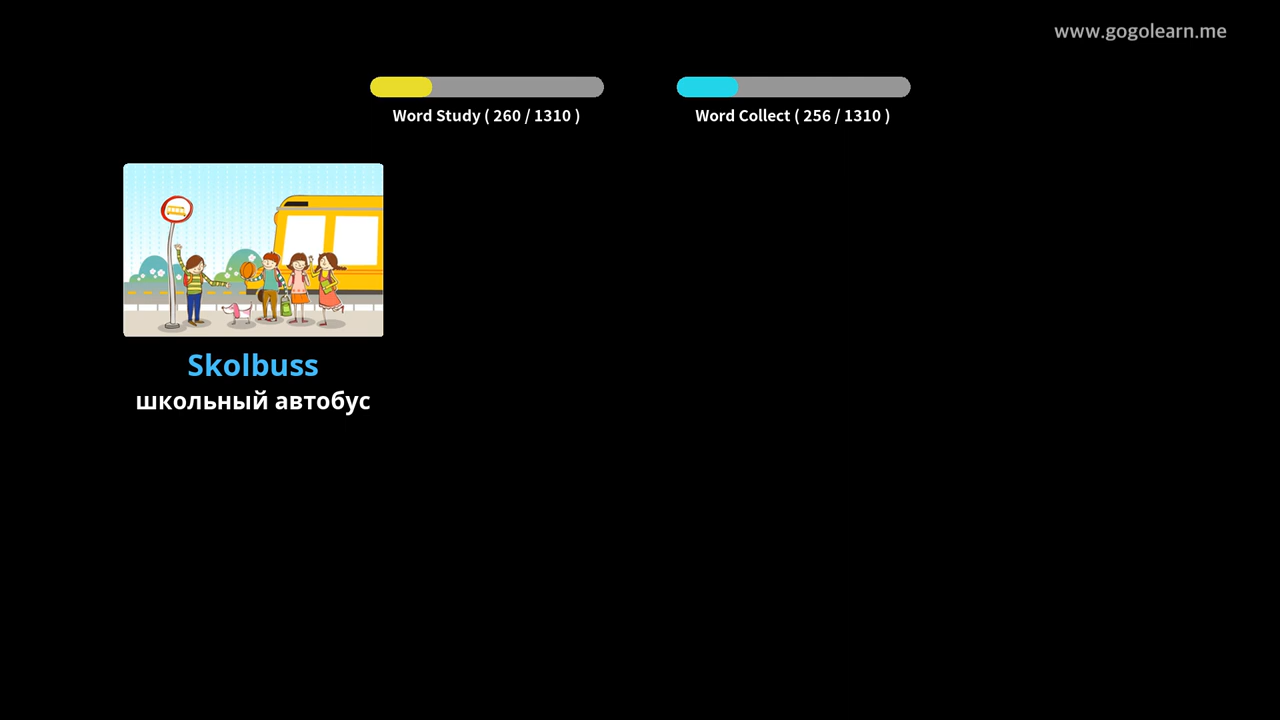 www.gogolearn.me
Word Study ( 260 / 1310 )
Word Collect ( 256 / 1310 )
Skolbuss
школьный автобус